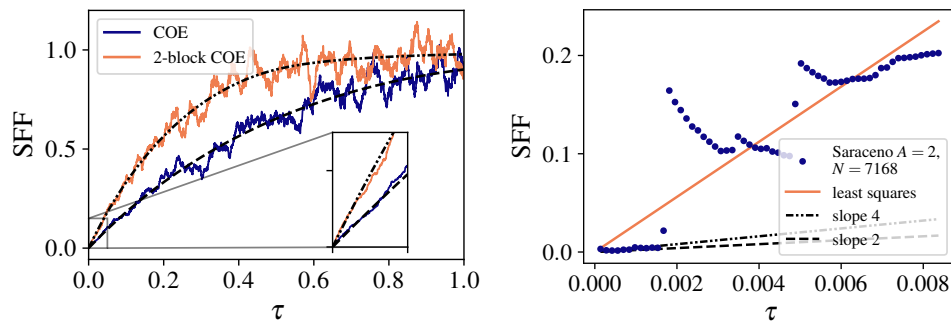 SFF
1.0
0.5
0.0
COE
2-block COE
0.0
0.2
0.4
0.6
0.8
1.0
τ
SFF
0.2
0.1
0.0
Saraceno A = 2,
N = 7168
least squares
slope 4
slope 2
0.000
0.002
0.004
0.006
0.008
τ